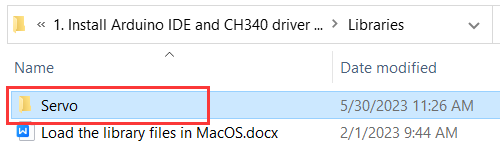 « 1. Install Arduino IDE and CH340 driver ... > Libraries
Name Date modified
Servo 5/30/2023 11:26 AM
Load the library files in MacOS.docx 2/1/2023 9:44 AM